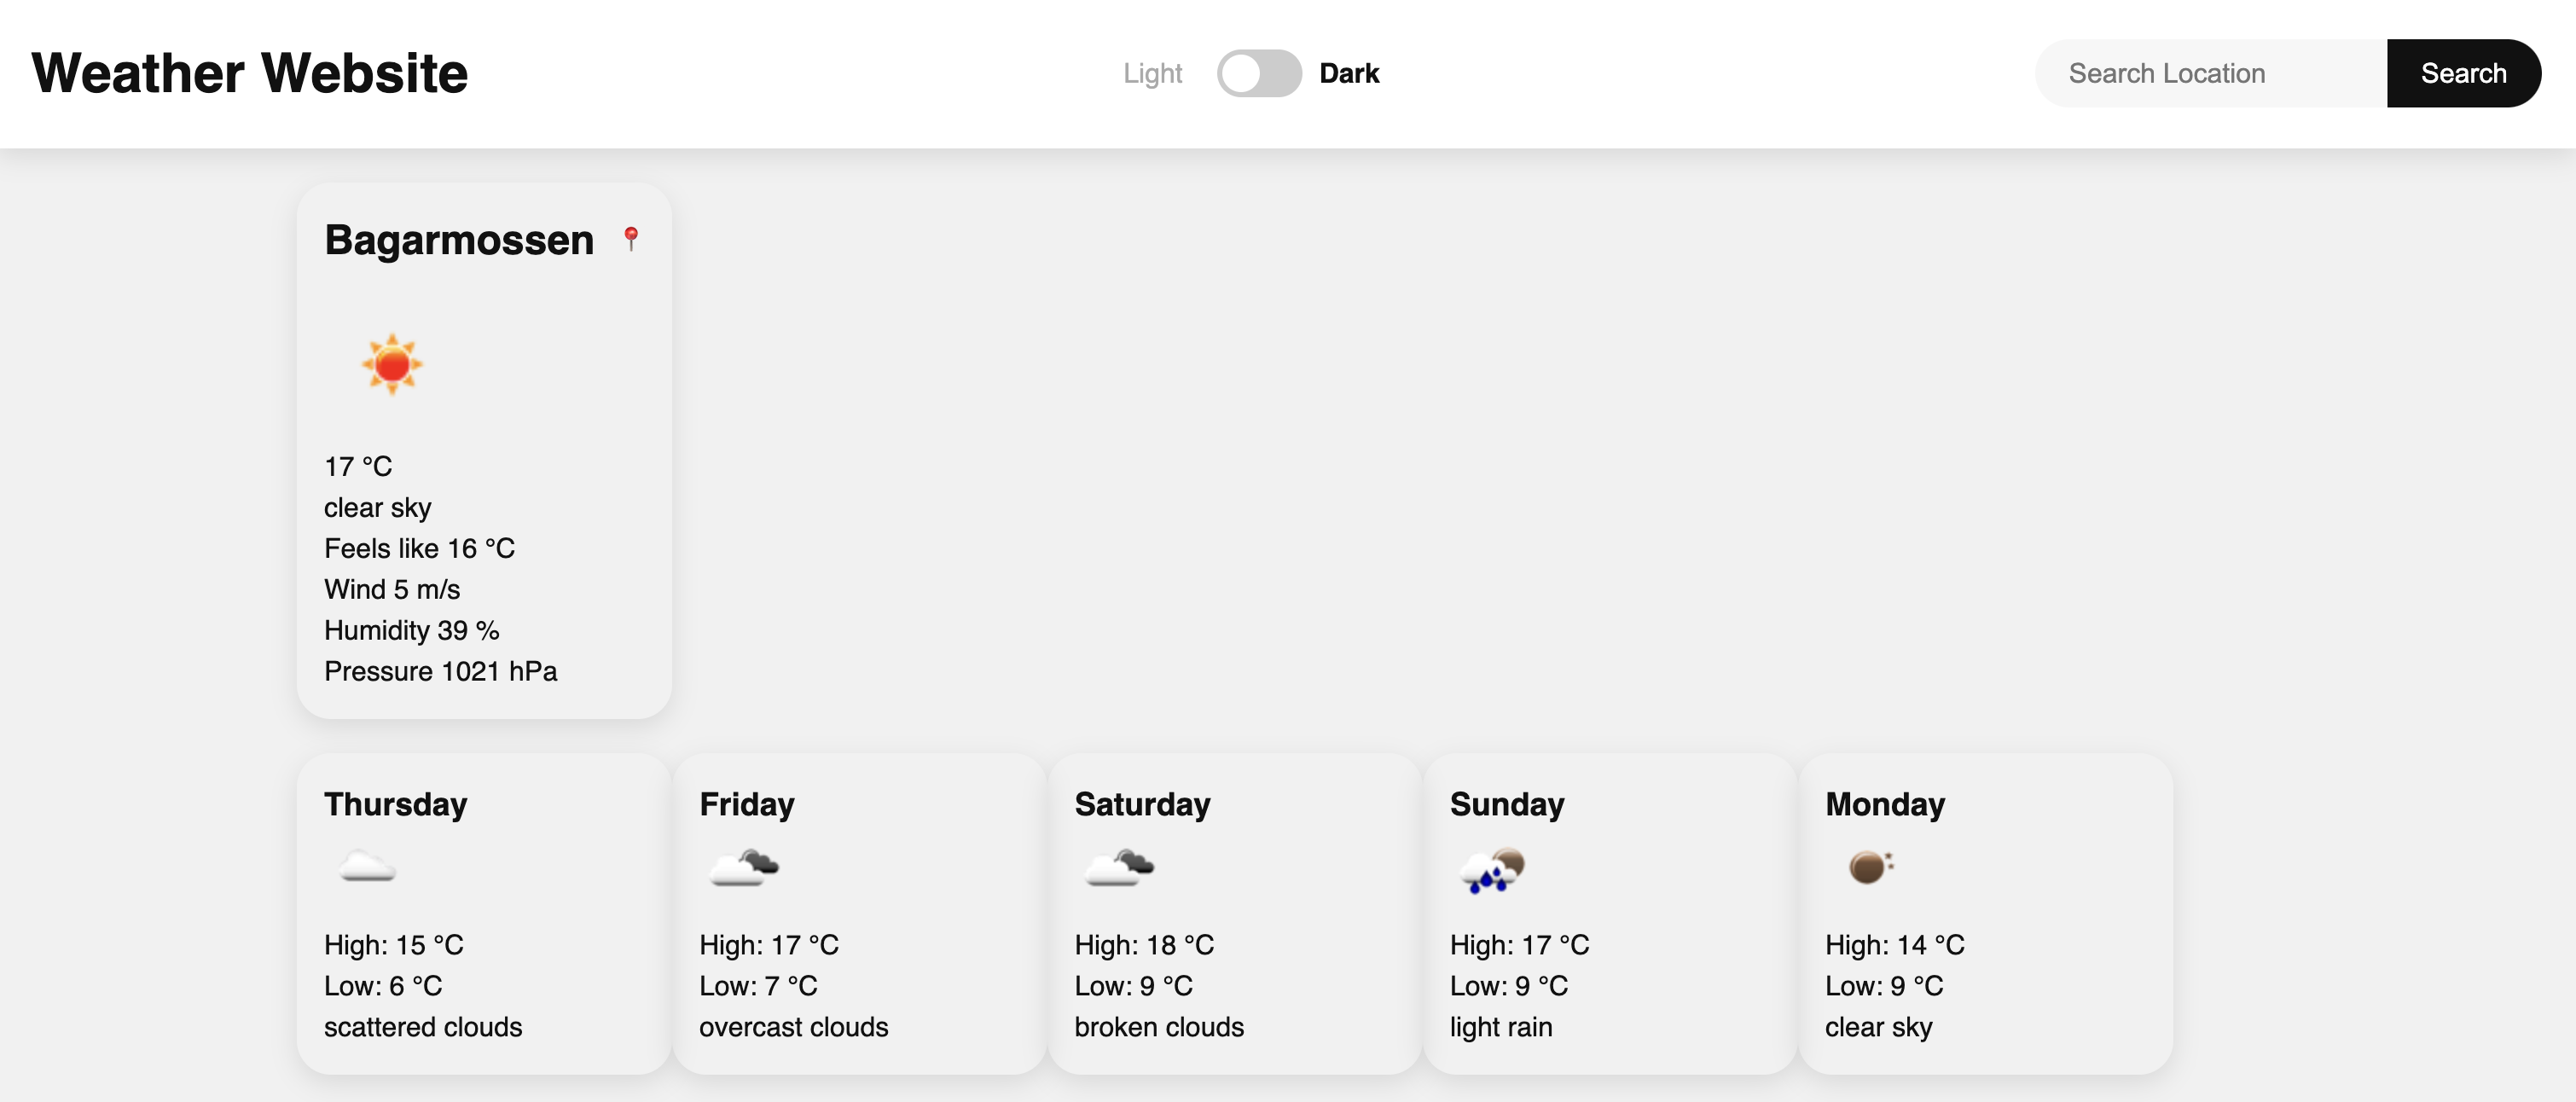 Weather Website
Light
Dark
Search Location
Search
Bagarmossen
17 °C
clear sky
Feels like 16 °C
Wind 5 m/s
Humidity 39 %
Pressure 1021 hPa
Thursday
High: 15 °C
Low: 6 °C
scattered clouds
Friday
High: 17 °C
Low: 7 °C
overcast clouds
Saturday
High: 18 °C
Low: 9 °C
broken clouds
Sunday
High: 17 °C
Low: 9 °C
light rain
Monday
High: 14 °C
Low: 9 °C
clear sky